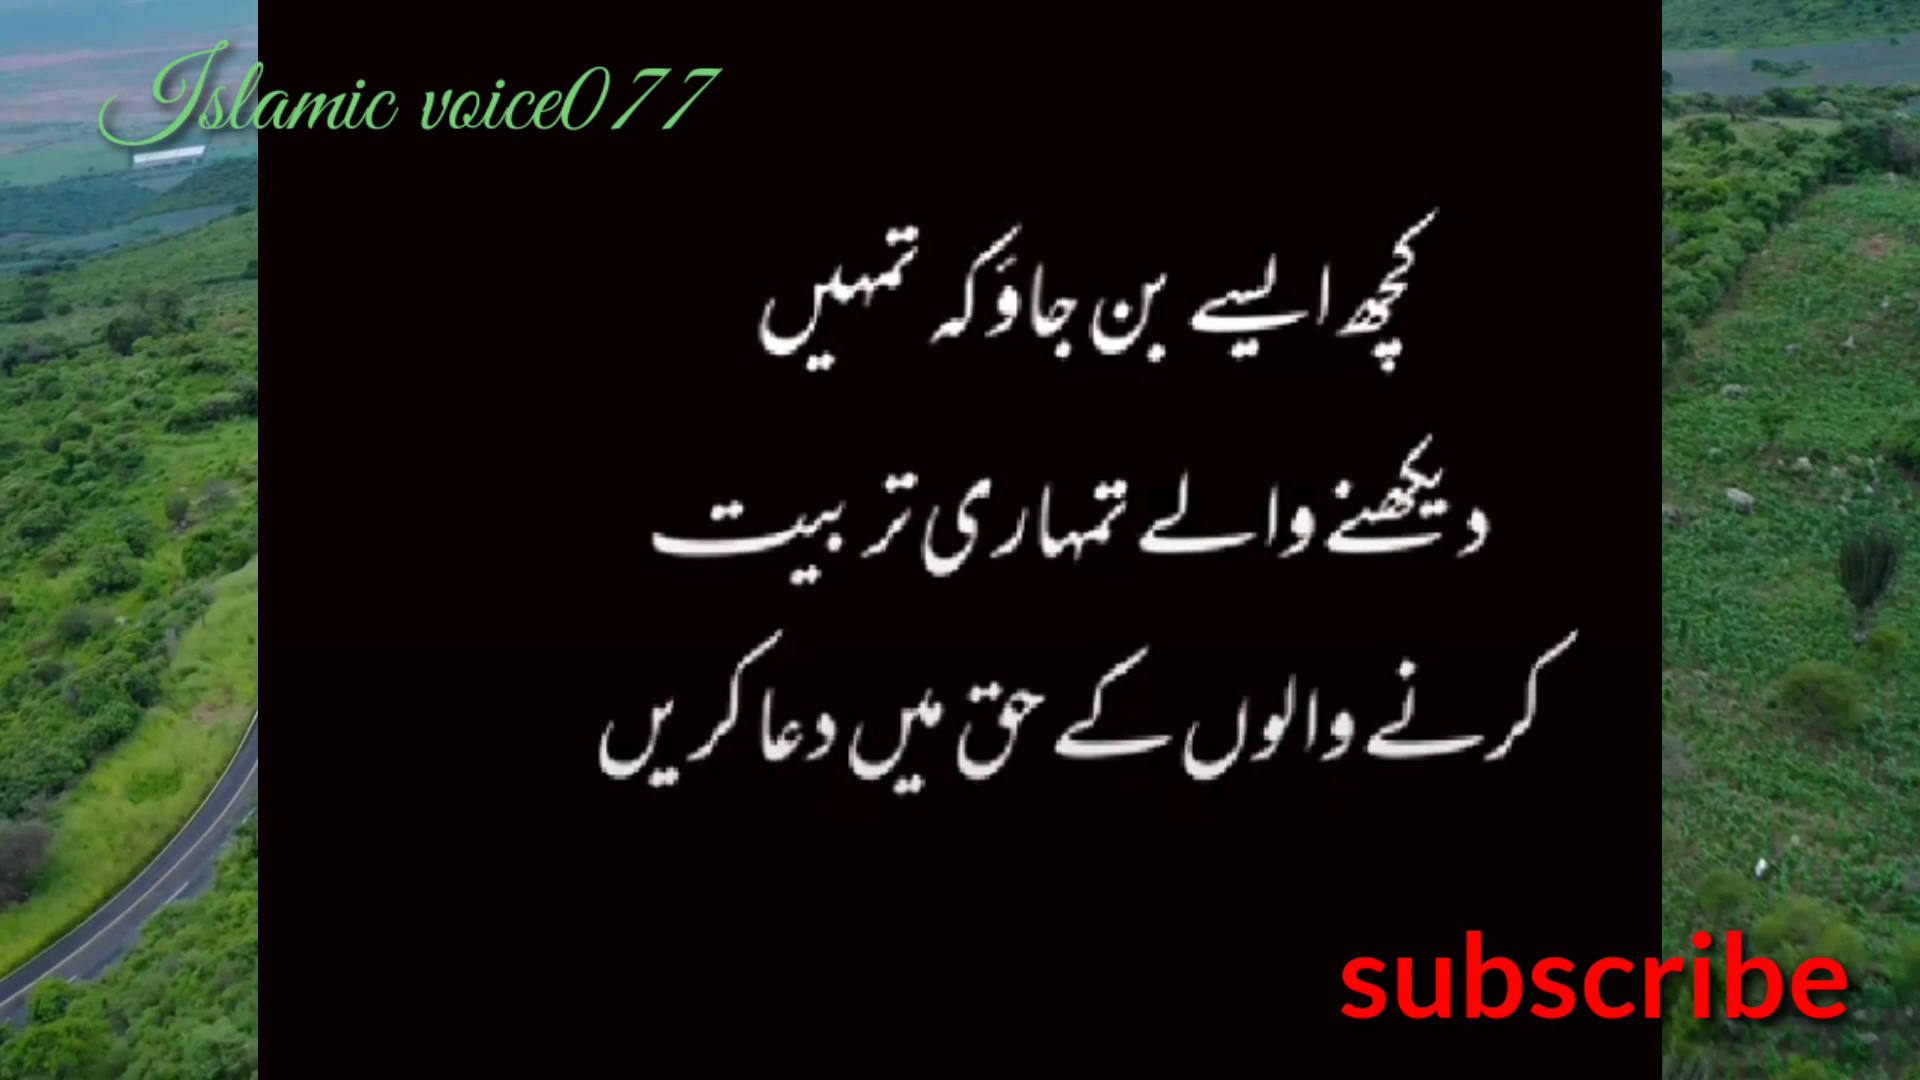 Islamic voice077
کچھ ایسے بن جاؤ کہ تمہیں
دیکھنے والے تمہاری تربیت
کرنے والوں کے حق میں دعا کریں
subscribe